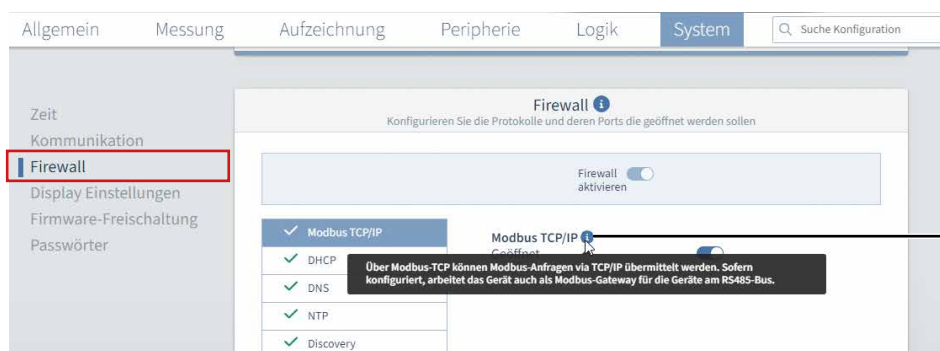 Allgemein Messung Aufzeichnung Peripherie Logik System Suche Konfiguration
Zeit
Kommunikation
Firewall
Display Einstellungen
Firmware-Freischaltung
Passwörter
Firewall
Konfigurieren Sie die Protokolle und deren Ports die geöffnet werden sollen
Firewall
aktivieren
Modbus TCP/IP
DHCP
DNS
NTP
Discovery
Modbus TCP/IP
Geöffnet
Über Modbus-TCP können Modbus-Anfragen via TCP/IP übermittelt werden. Sofern
konfiguriert, arbeitet das Gerät auch als Modbus-Gateway für die Geräte am RS485-Bus.